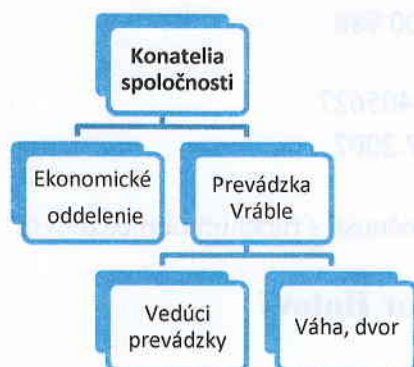 Konatelia
spoločnosti
Ekonomické
oddelenie
Prevádzka
Vráble
Vedúci
prevádzky
Váha, dvor